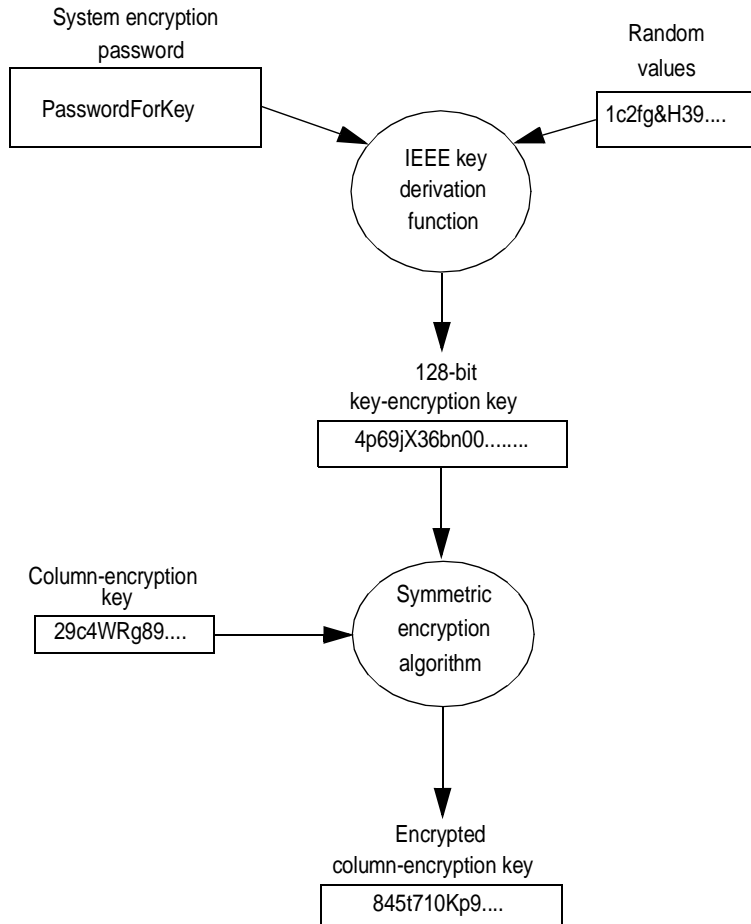 System encryption
password
PasswordForKey
Random
values
1c2fg&H39....
IEEE key
derivation
function
128-bit
key-encryption key
4p69jX36bn00........
Column-encryption
key
29c4WRg89....
Symmetric
encryption
algorithm
Encrypted
column-encryption key
845t710Kp9....